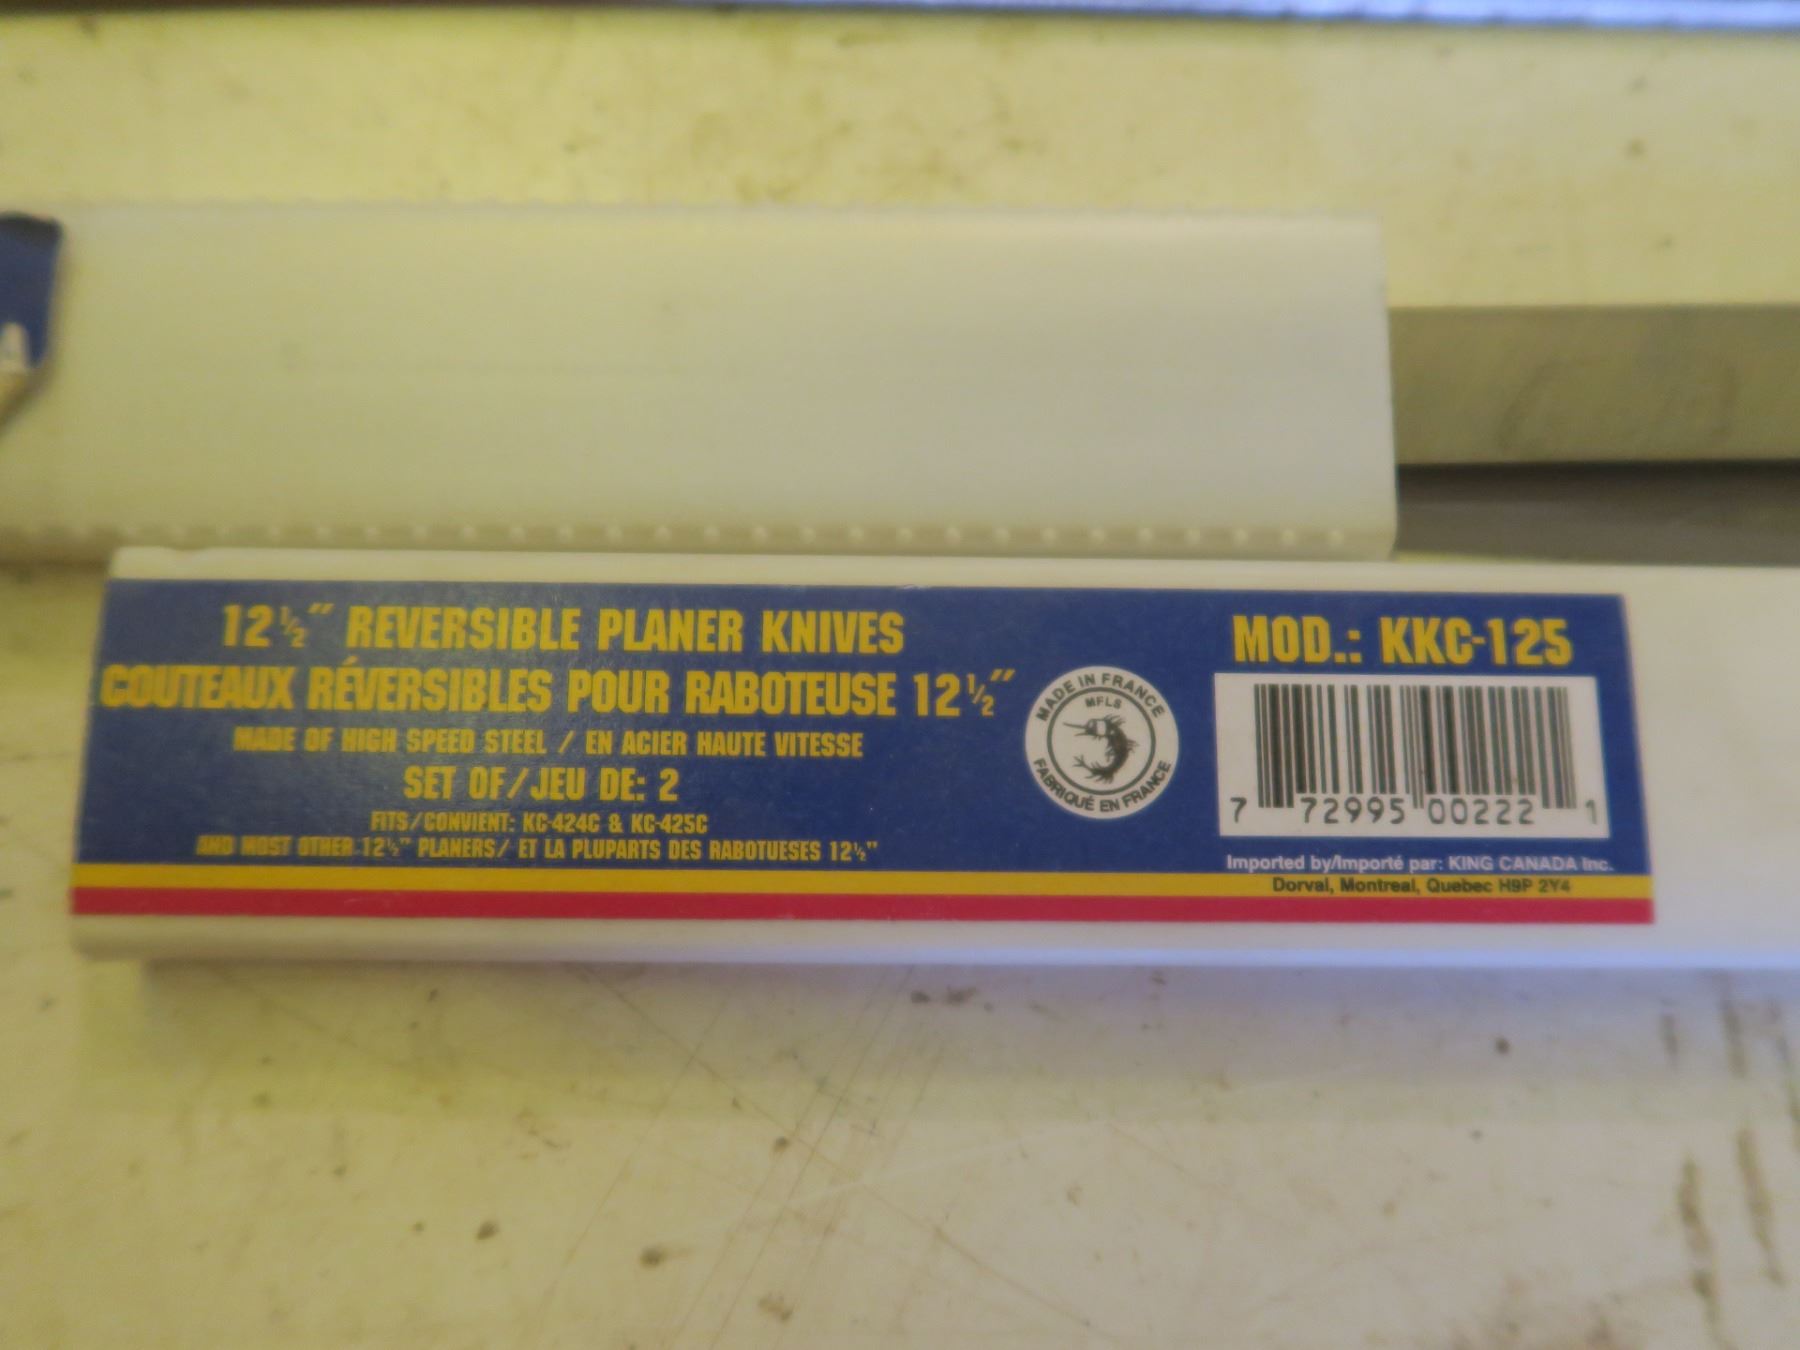 12½" REVERSIBLE PLANER KNIVES
COUTEAUX RÉVERSIBLES POUR RABOTEUSE 12½"
MADE OF HIGH SPEED STEEL / EN ACIER HAUTE VITESSE
SET OF/JEU DE: 2
FITS/CONVIENT: KC-424C & KC-425C
AND MOST OTHER 12½" PLANERS/ ET LA PLUPARTS DES RABOTUESES 12½"
MADE IN FRANCE
MFLS
FABRIQUÉ EN FRANCE
MOD.: KKC-125
7 72995 00222 1
Imported by/Importé par: KING CANADA Inc.
Dorval, Montreal, Quebec H9P 2Y4
A